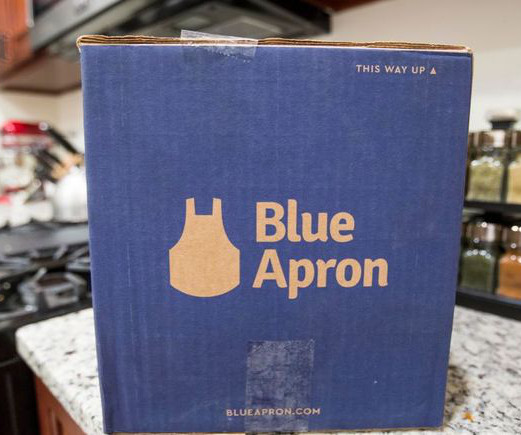 THIS WAY UP ▲
Blue
Apron
BLUEAPRON.COM